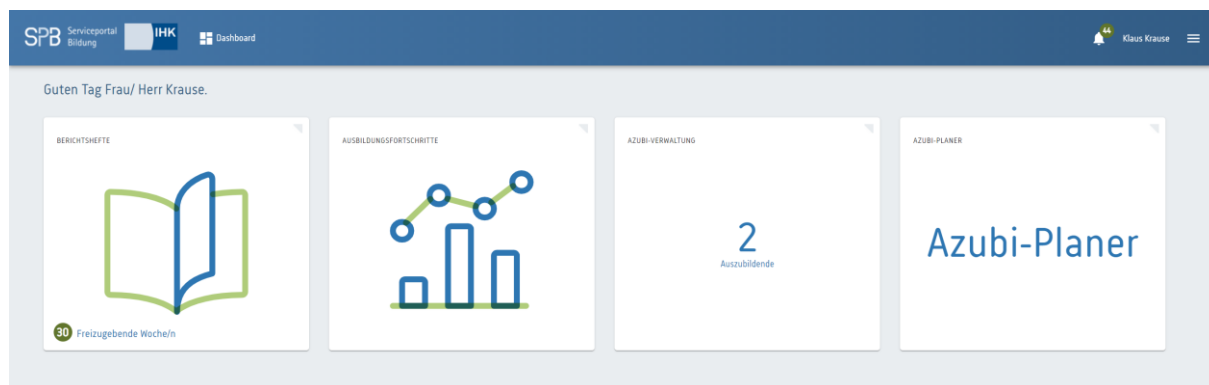 SPB Serviceportal
Bildung
IHK
Dashboard
44
Klaus Krause
Guten Tag Frau/ Herr Krause.
BERICHTSHEFTE
30 Freizugebende Woche/n
AUSBILDUNGSFORTSCHRITTE
AZUBI-VERWALTUNG
2
Auszubildende
AZUBI-PLANER
Azubi-Planer